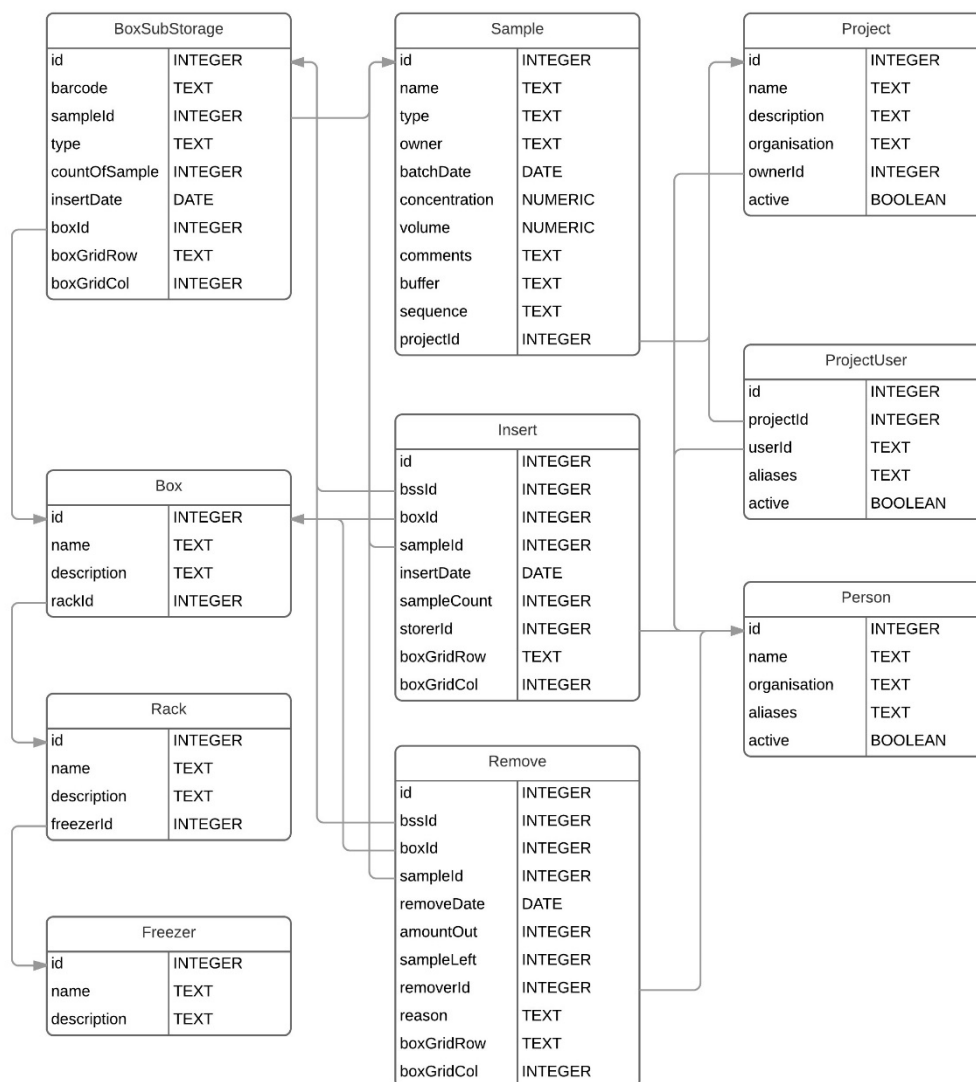 BoxSubStorage
id INTEGER
barcode TEXT
sampleId INTEGER
type TEXT
countOfSample INTEGER
insertDate DATE
boxId INTEGER
boxGridRow TEXT
boxGridCol INTEGER
Box
id INTEGER
name TEXT
description TEXT
rackId INTEGER
Rack
id INTEGER
name TEXT
description TEXT
freezerId INTEGER
Freezer
id INTEGER
name TEXT
description TEXT
Sample
id INTEGER
name TEXT
type TEXT
owner TEXT
batchDate DATE
concentration NUMERIC
volume NUMERIC
comments TEXT
buffer TEXT
sequence TEXT
projectId INTEGER
Insert
id INTEGER
bssId INTEGER
boxId INTEGER
sampleId INTEGER
insertDate DATE
sampleCount INTEGER
storerId INTEGER
boxGridRow TEXT
boxGridCol INTEGER
Remove
id INTEGER
bssId INTEGER
boxId INTEGER
sampleId INTEGER
removeDate DATE
amountOut INTEGER
sampleLeft INTEGER
removerId INTEGER
reason TEXT
boxGridRow TEXT
boxGridCol INTEGER
Project
id INTEGER
name TEXT
description TEXT
organisation TEXT
ownerId INTEGER
active BOOLEAN
ProjectUser
id INTEGER
projectId INTEGER
userId TEXT
aliases TEXT
active BOOLEAN
Person
id INTEGER
name TEXT
organisation TEXT
aliases TEXT
active BOOLEAN